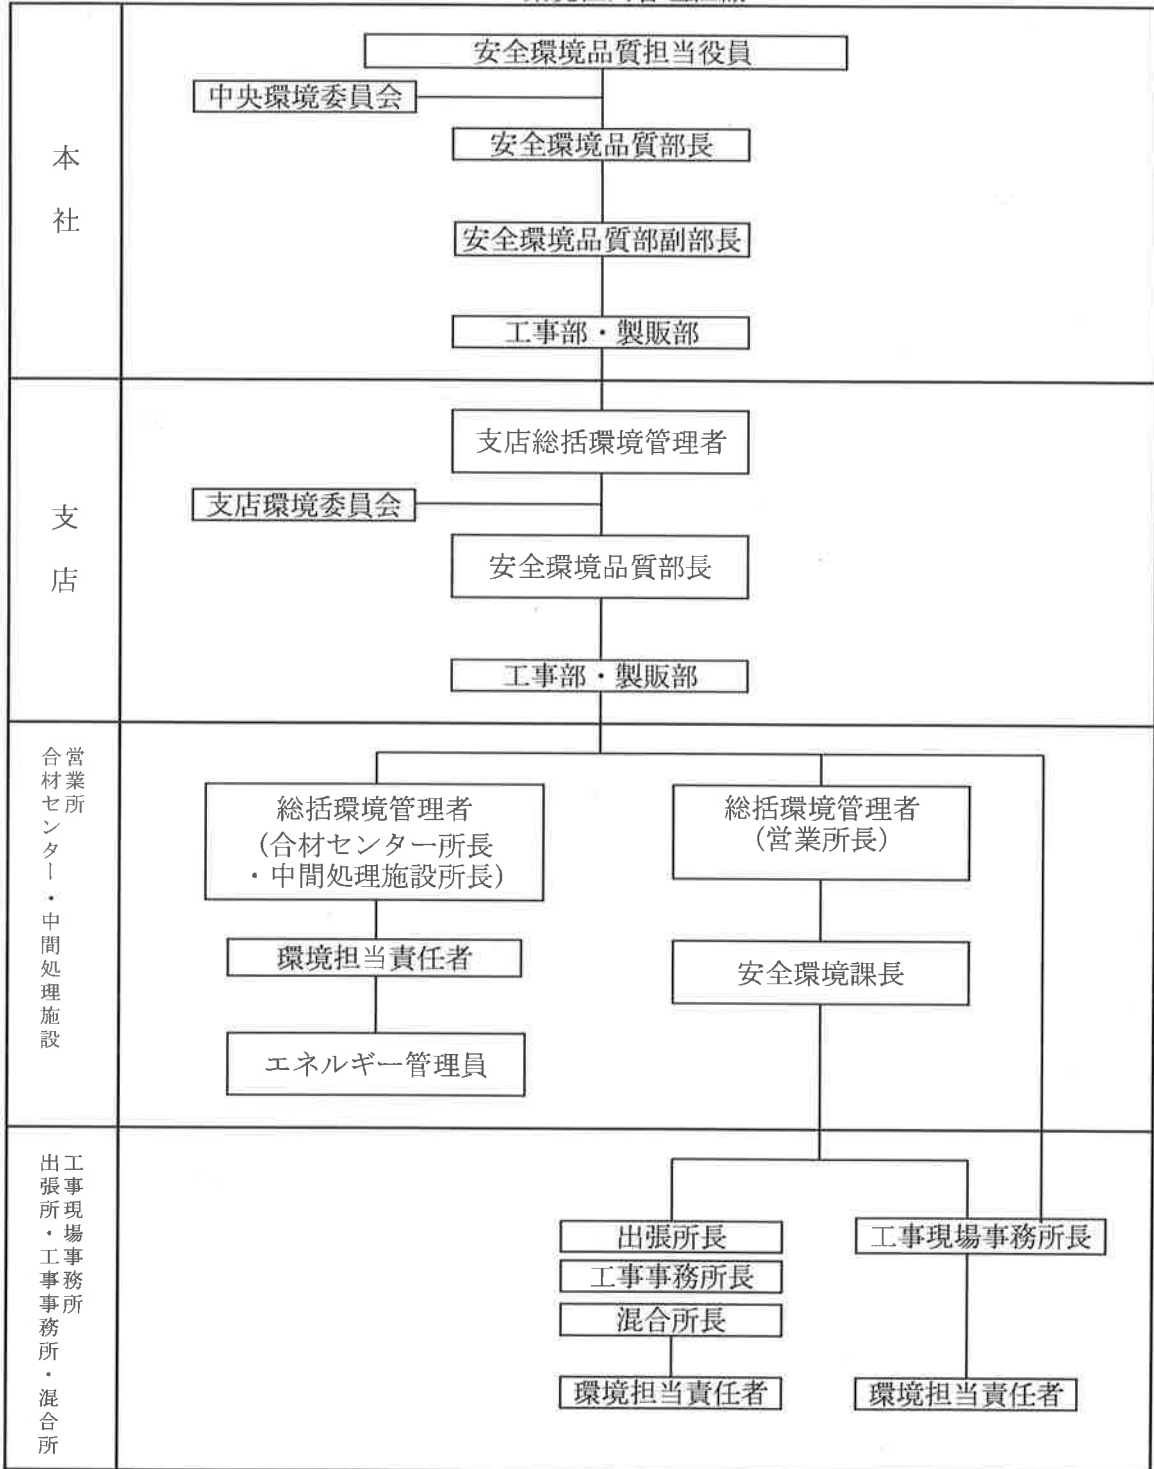 本社
安全環境品質担当役員
中央環境委員会
安全環境品質部長
安全環境品質部副部長
工事部・製販部
支店
支店総括環境管理者
支店環境委員会
安全環境品質部長
工事部・製販部
営業所
合材センター・中間処理施設
総括環境管理者
(合材センター所長
・中間処理施設所長)
環境担当責任者
エネルギー管理員
総括環境管理者
(営業所長)
安全環境課長
工事現場事務所
出張所・工事事務所・混合所
出張所長
工事事務所長
混合所長
環境担当責任者
工事現場事務所長
環境担当責任者